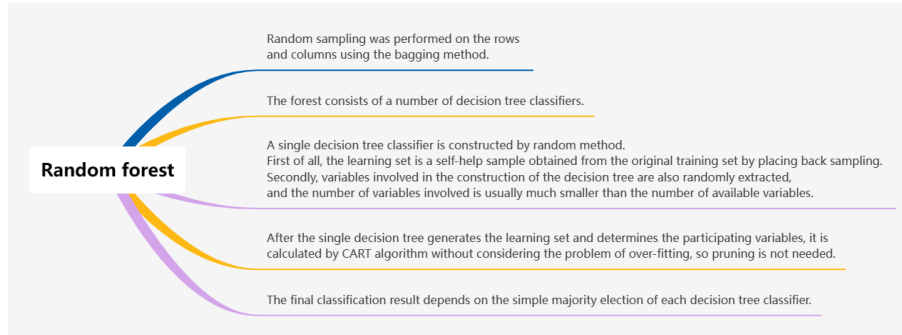 Random sampling was performed on the rows
and columns using the bagging method.
The forest consists of a number of decision tree classifiers.
A single decision tree classifier is constructed by random method.
First of all, the learning set is a self-help sample obtained from the original training set by placing back sampling.
Secondly, variables involved in the construction of the decision tree are also randomly extracted,
and the number of variables involved is usually much smaller than the number of available variables.
Random forest
After the single decision tree generates the learning set and determines the participating variables, it is
calculated by CART algorithm without considering the problem of over-fitting, so pruning is not needed.
The final classification result depends on the simple majority election of each decision tree classifier.